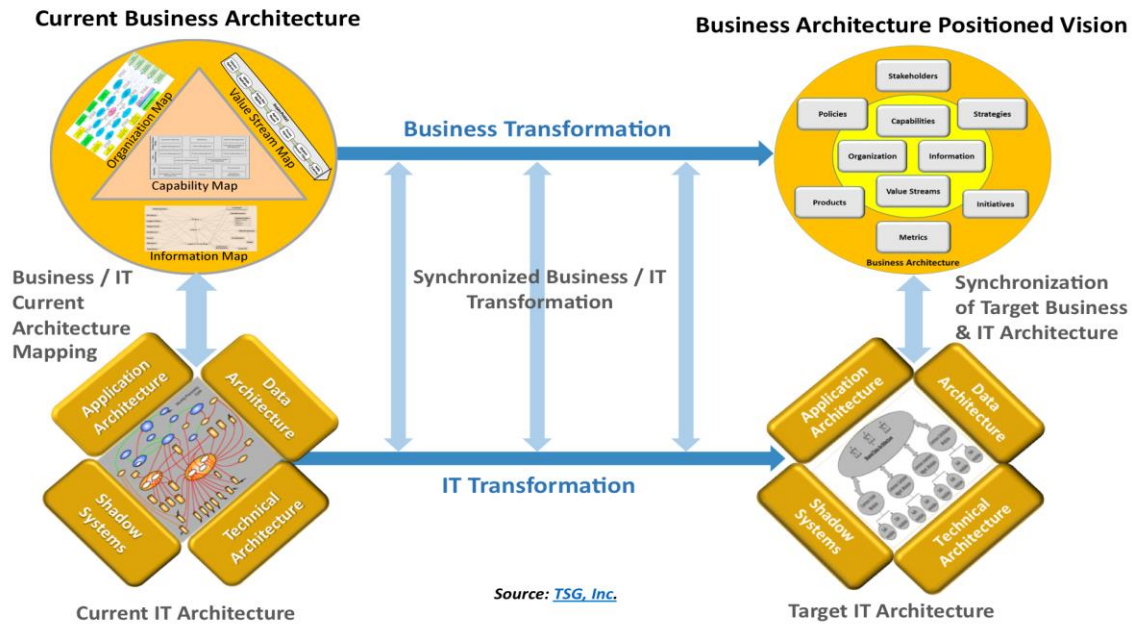 Current Business Architecture
Business Architecture Positioned Vision
Organization Map
Value Stream Map
Capability Map
Information Map
Business Transformation
Stakeholders
Policies
Capabilities
Strategies
Organization
Information
Value Streams
Products
Initiatives
Metrics
Business Architecture
Business / IT
Current
Architecture
Mapping
Synchronized Business / IT
Transformation
Synchronization
of Target Business
& IT Architecture
Application
Architecture
Data
Architecture
Shadow
Systems
Technical
Architecture
IT Transformation
Application
Architecture
Data
Architecture
Shadow
Systems
Technical
Architecture
Current IT Architecture
Source: TSG, Inc.
Target IT Architecture